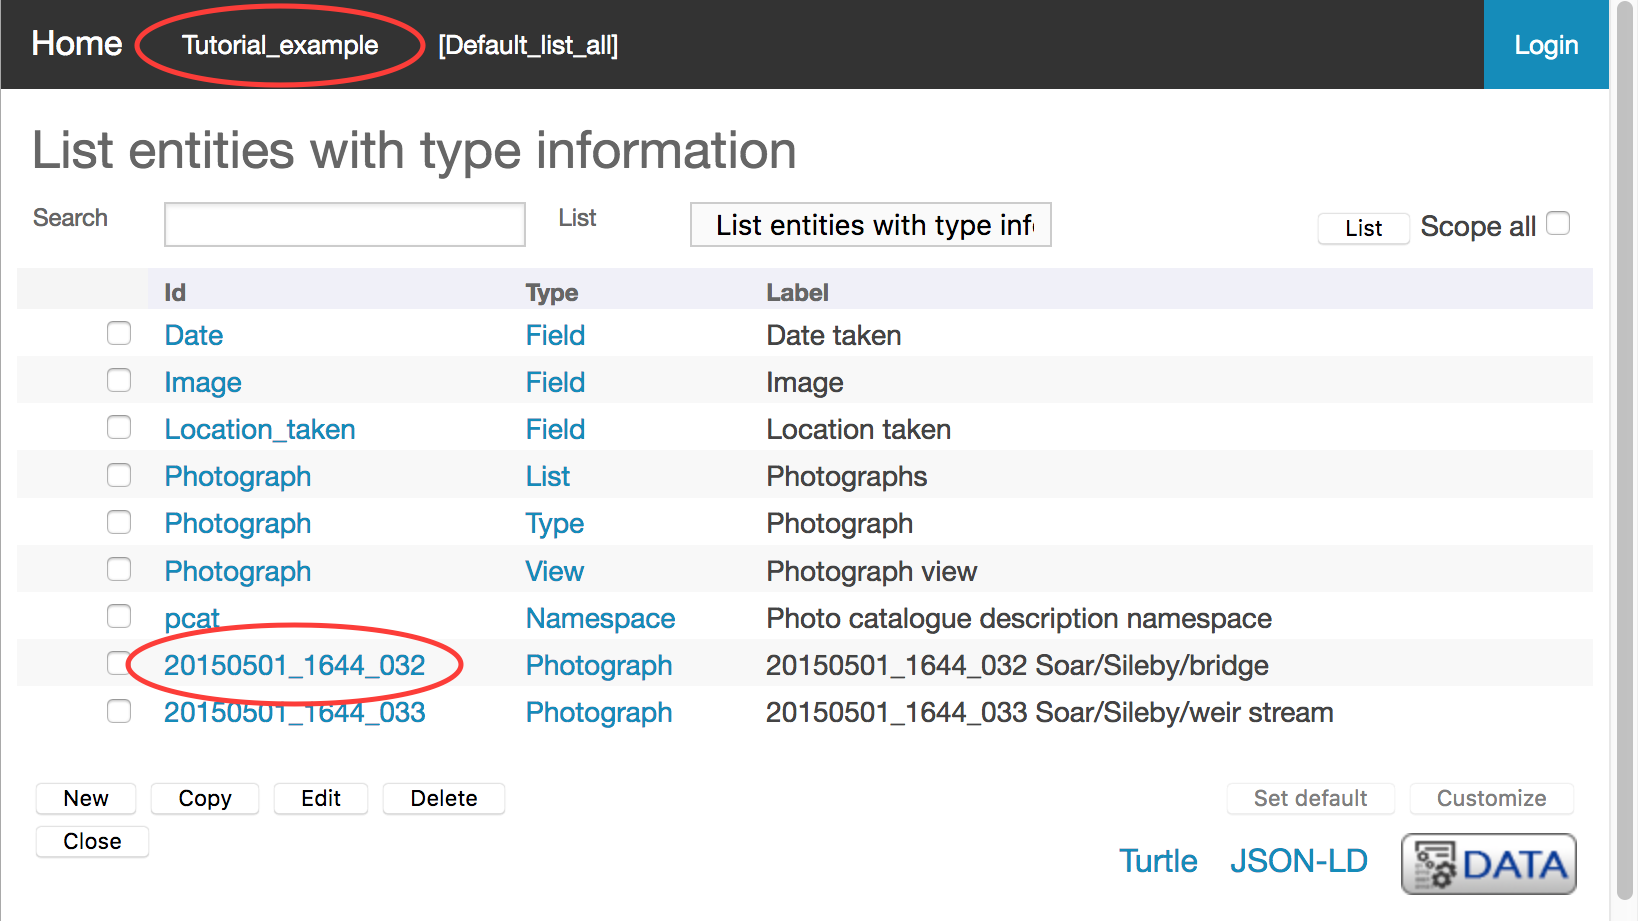 Home Tutorial_example [Default_list_all] Login
List entities with type information
Search List List entities with type inf List Scope all
Id Type Label
Date Field Date taken
Image Field Image
Location_taken Field Location taken
Photograph List Photographs
Photograph Type Photograph
Photograph View Photograph view
pcat Namespace Photo catalogue description namespace
20150501_1644_032 Photograph 20150501_1644_032 Soar/Sileby/bridge
20150501_1644_033 Photograph 20150501_1644_033 Soar/Sileby/weir stream
New Copy Edit Delete Set default Customize
Close
Turtle JSON-LD DATA